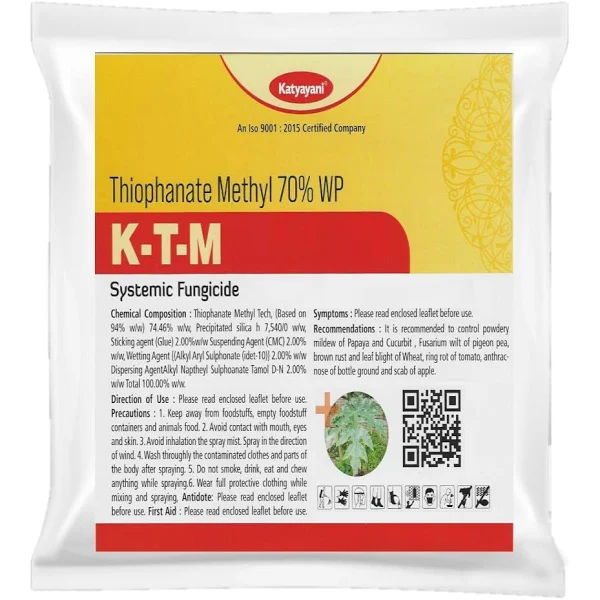 Katyayani®
An Iso 9001 : 2015 Certified Company
Thiophanate Methyl 70% WP
K-T-M
Systemic Fungicide
Chemical Composition : Thiophanate Methyl Tech, (Based on
94% w/w) 74.46% w/w, Precipitated silica h 7,540/0 w/w,
Sticking agent (Glue) 2.00%w/w Suspending Agent (CMC) 2.00%
w/w, Wetting Agent [(Alkyl Aryl Sulphonate (idet-10)] 2.00% w/w
Dispersing AgentAlkyl Naptheyl Sulphoanate Tamol D-N 2.00%
w/w Total 100.00% w/w.
Direction of Use : Please read enclosed leaflet before use.
Precautions : 1. Keep away from foodstuffs, empty foodstuff
containers and animals food. 2. Avoid contact with mouth, eyes
and skin. 3. Avoid inhalation the spray mist. Spray in the direction
of wind. 4. Wash throughly the contaminated clothes and parts of
the body after spraying. 5. Do not smoke, drink, eat and chew
anything while spraying.6. Wear full protective clothing while
mixing and spraying, Antidote: Please read enclosed leaflet
before use. First Aid : Please read enclosed leaflet before use.
Symptoms : Please read enclosed leaflet before use.
Recommendations : It is recommended to control powdery
mildew of Papaya and Cucurbit , Fusarium wilt of pigeon pea,
brown rust and leaf blight of Wheat, ring rot of tomato, anthrac-
nose of bottle ground and scab of apple.